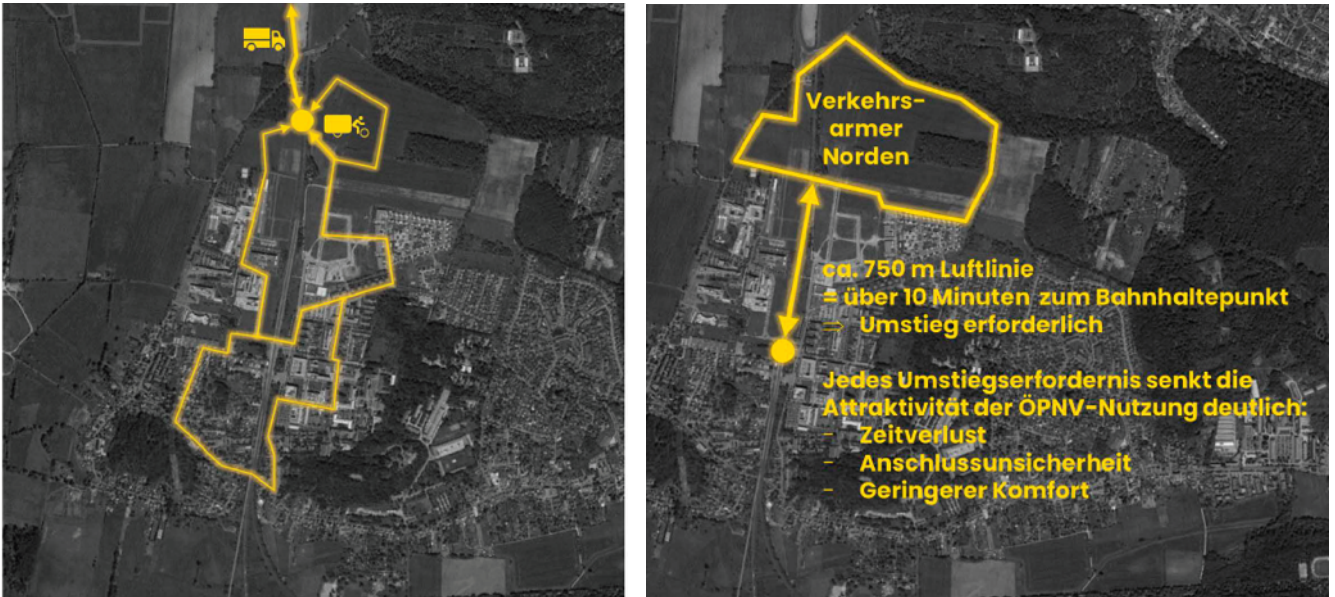 Verkehrs-
armer
Norden
ca. 750 m Luftlinie
= über 10 Minuten zum Bahnhaltepunkt
⇒ Umstieg erforderlich
Jedes Umstiegserfordernis senkt die
Attraktivität der ÖPNV-Nutzung deutlich:
- Zeitverlust
- Anschlussunsicherheit
- Geringerer Komfort